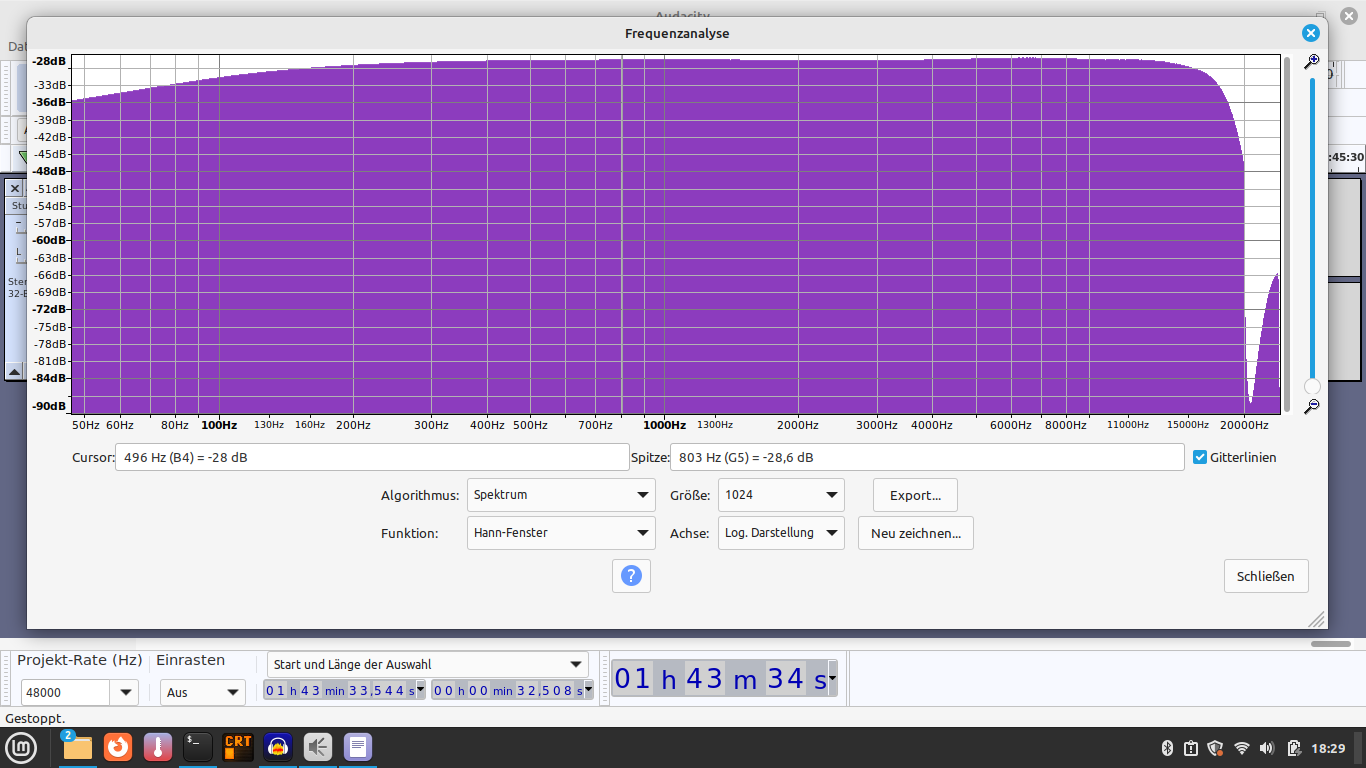 Audacity
Dat
Frequenzanalyse
-28dB
-33dB
-36dB
-39dB
-42dB
-45dB
-48dB
-51dB
-54dB
-57dB
-60dB
-63dB
-66dB
-69dB
-72dB
-75dB
-78dB
-81dB
-84dB
-90dB
:45:30
Stu
L
Ster
50Hz 60Hz 80Hz 100Hz 130Hz 160Hz 200Hz 300Hz 400Hz 500Hz 700Hz 1000Hz 1300Hz 2000Hz 3000Hz 4000Hz 6000Hz 8000Hz 11000Hz 15000Hz 20000Hz
Cursor: 496 Hz (B4) = -28 dB Spitze: 803 Hz (G5) = -28,6 dB Gitterlinien
Algorithmus: Spektrum Größe: 1024 Export...
Funktion: Hann-Fenster Achse: Log. Darstellung Neu zeichnen...
?
Schließen
Projekt-Rate (Hz) Einrasten Start und Länge der Auswahl
48000 Aus 01 h 43 min 33,544 s 00 h 00 min 32,508 s
01 h 43 m 34 s
Gestoppt.
2
$_
CRT
18:29